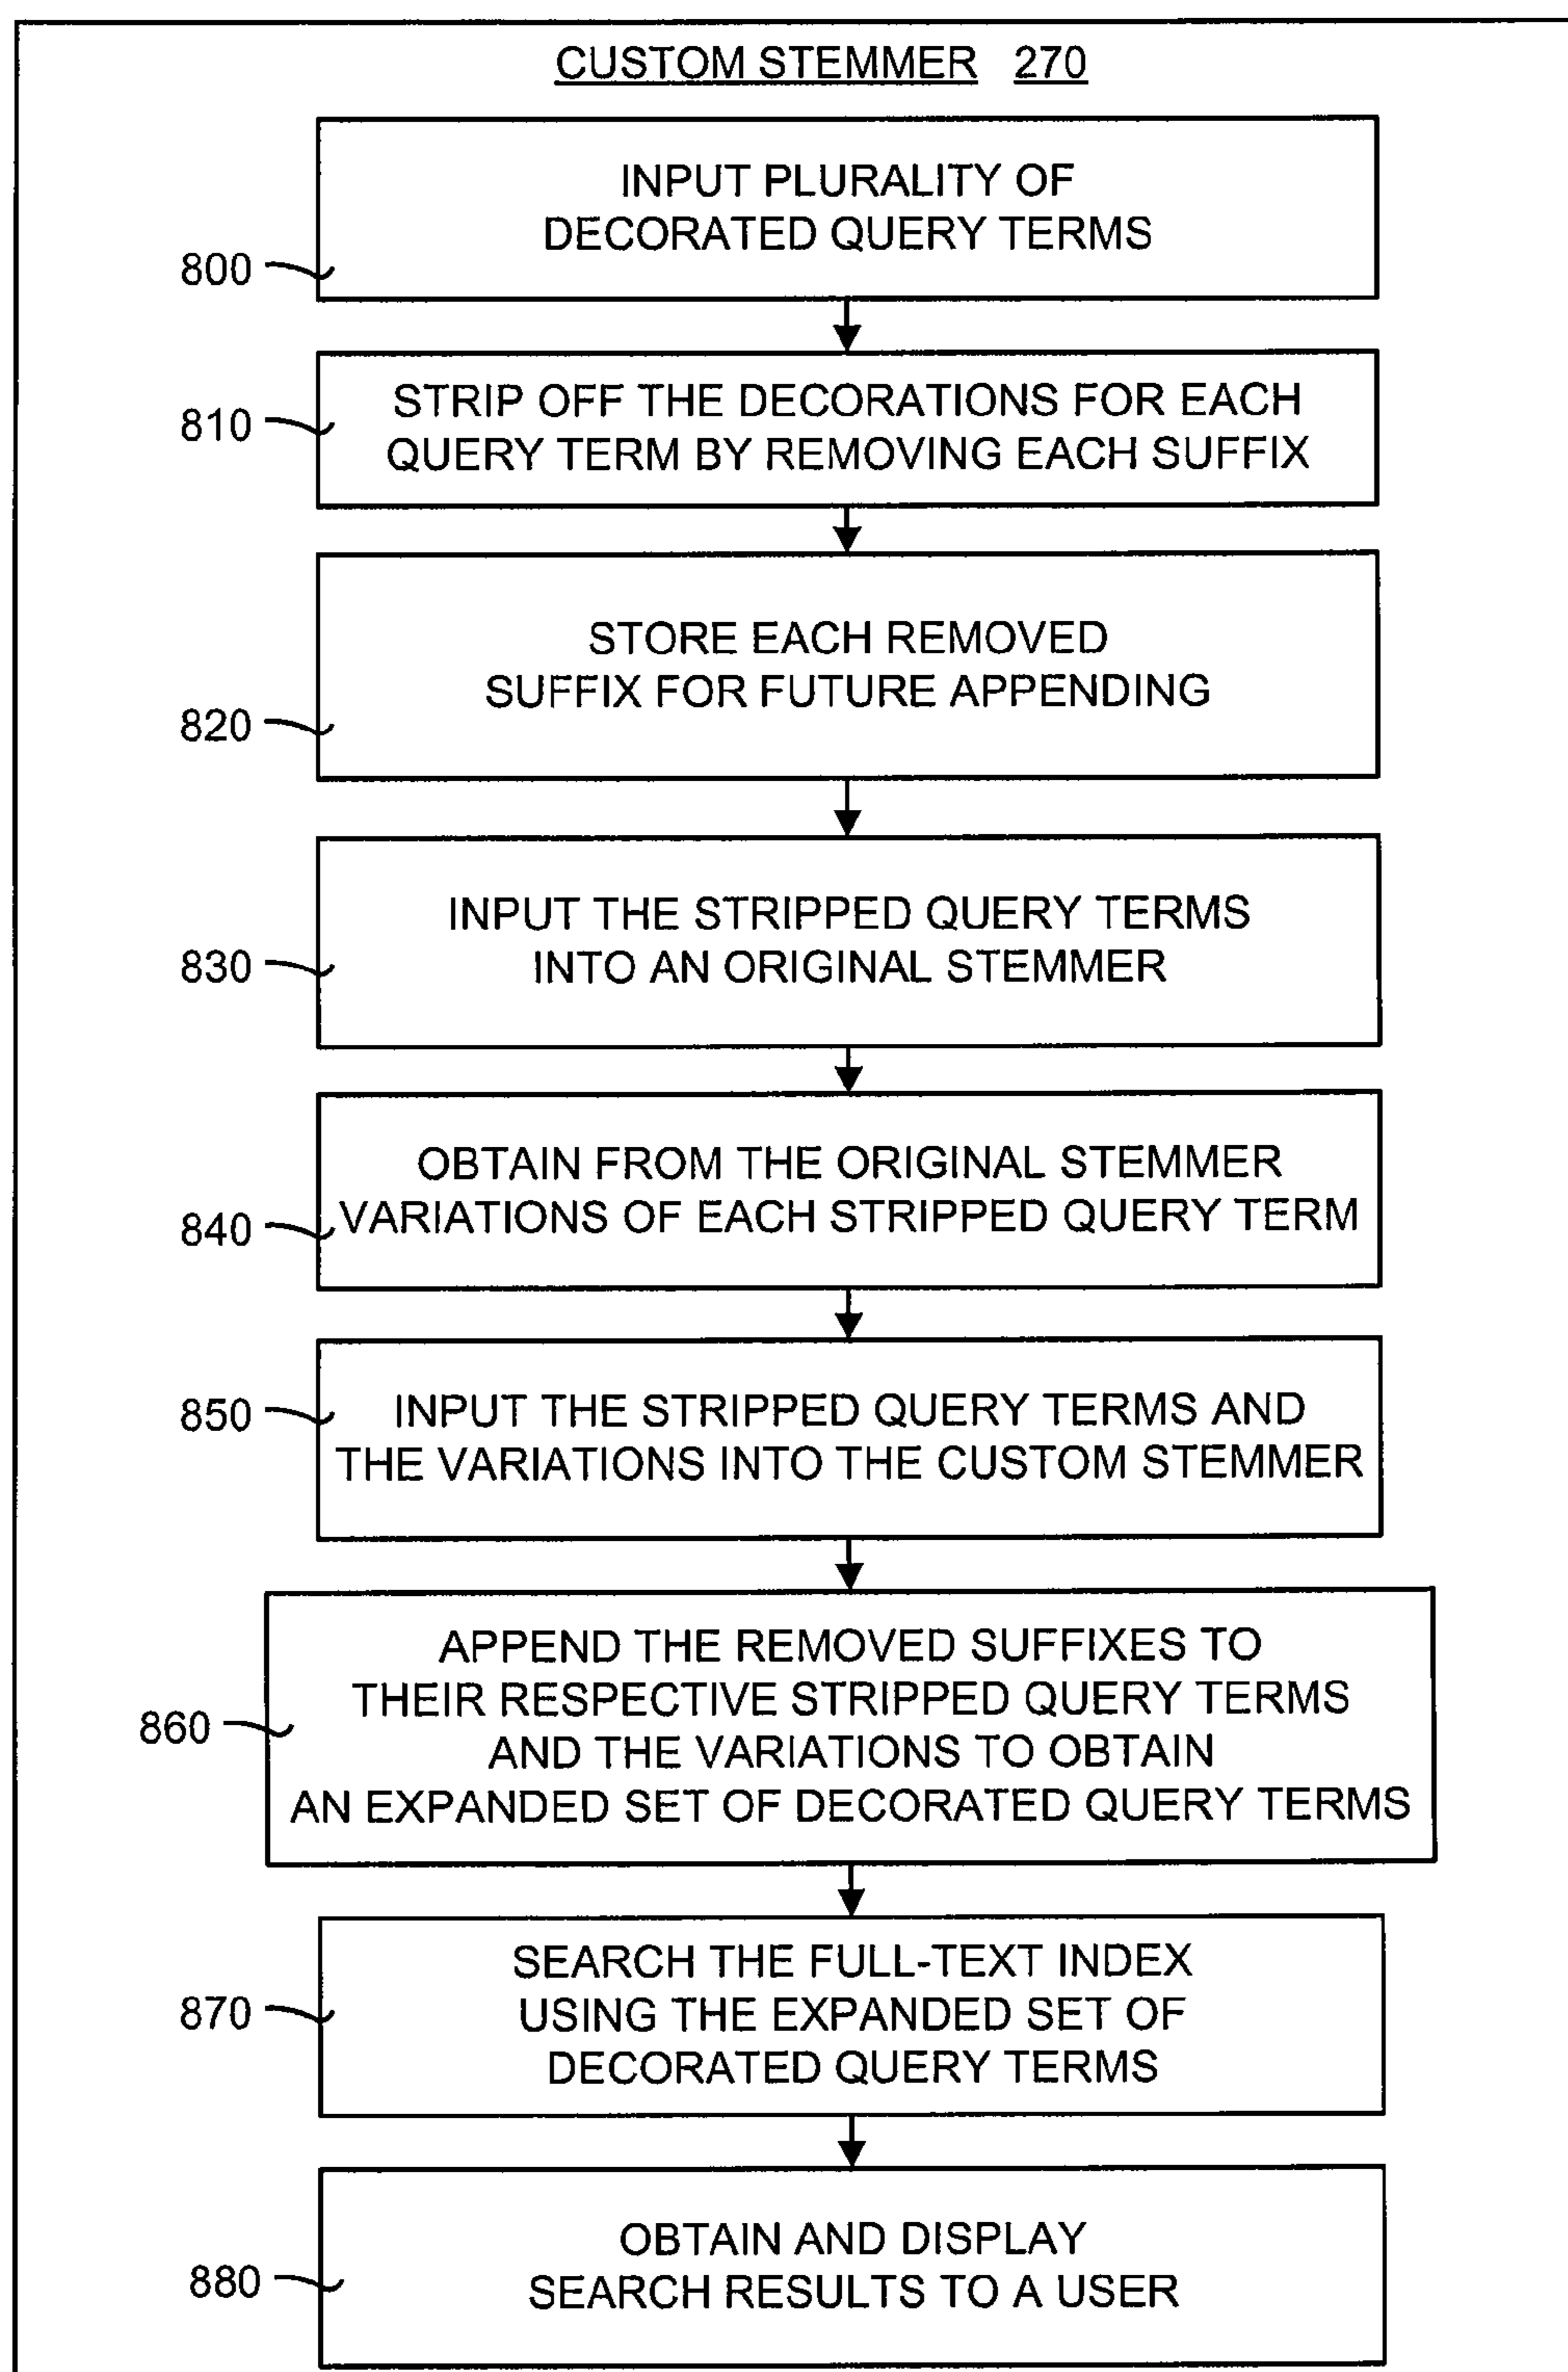 CUSTOM STEMMER 270
INPUT PLURALITY OF
DECORATED QUERY TERMS
800
STRIP OFF THE DECORATIONS FOR EACH
QUERY TERM BY REMOVING EACH SUFFIX
810
STORE EACH REMOVED
SUFFIX FOR FUTURE APPENDING
820
INPUT THE STRIPPED QUERY TERMS
INTO AN ORIGINAL STEMMER
830
OBTAIN FROM THE ORIGINAL STEMMER
VARIATIONS OF EACH STRIPPED QUERY TERM
840
INPUT THE STRIPPED QUERY TERMS AND
THE VARIATIONS INTO THE CUSTOM STEMMER
850
APPEND THE REMOVED SUFFIXES TO
THEIR RESPECTIVE STRIPPED QUERY TERMS
AND THE VARIATIONS TO OBTAIN
AN EXPANDED SET OF DECORATED QUERY TERMS
860
SEARCH THE FULL-TEXT INDEX
USING THE EXPANDED SET OF
DECORATED QUERY TERMS
870
OBTAIN AND DISPLAY
SEARCH RESULTS TO A USER
880